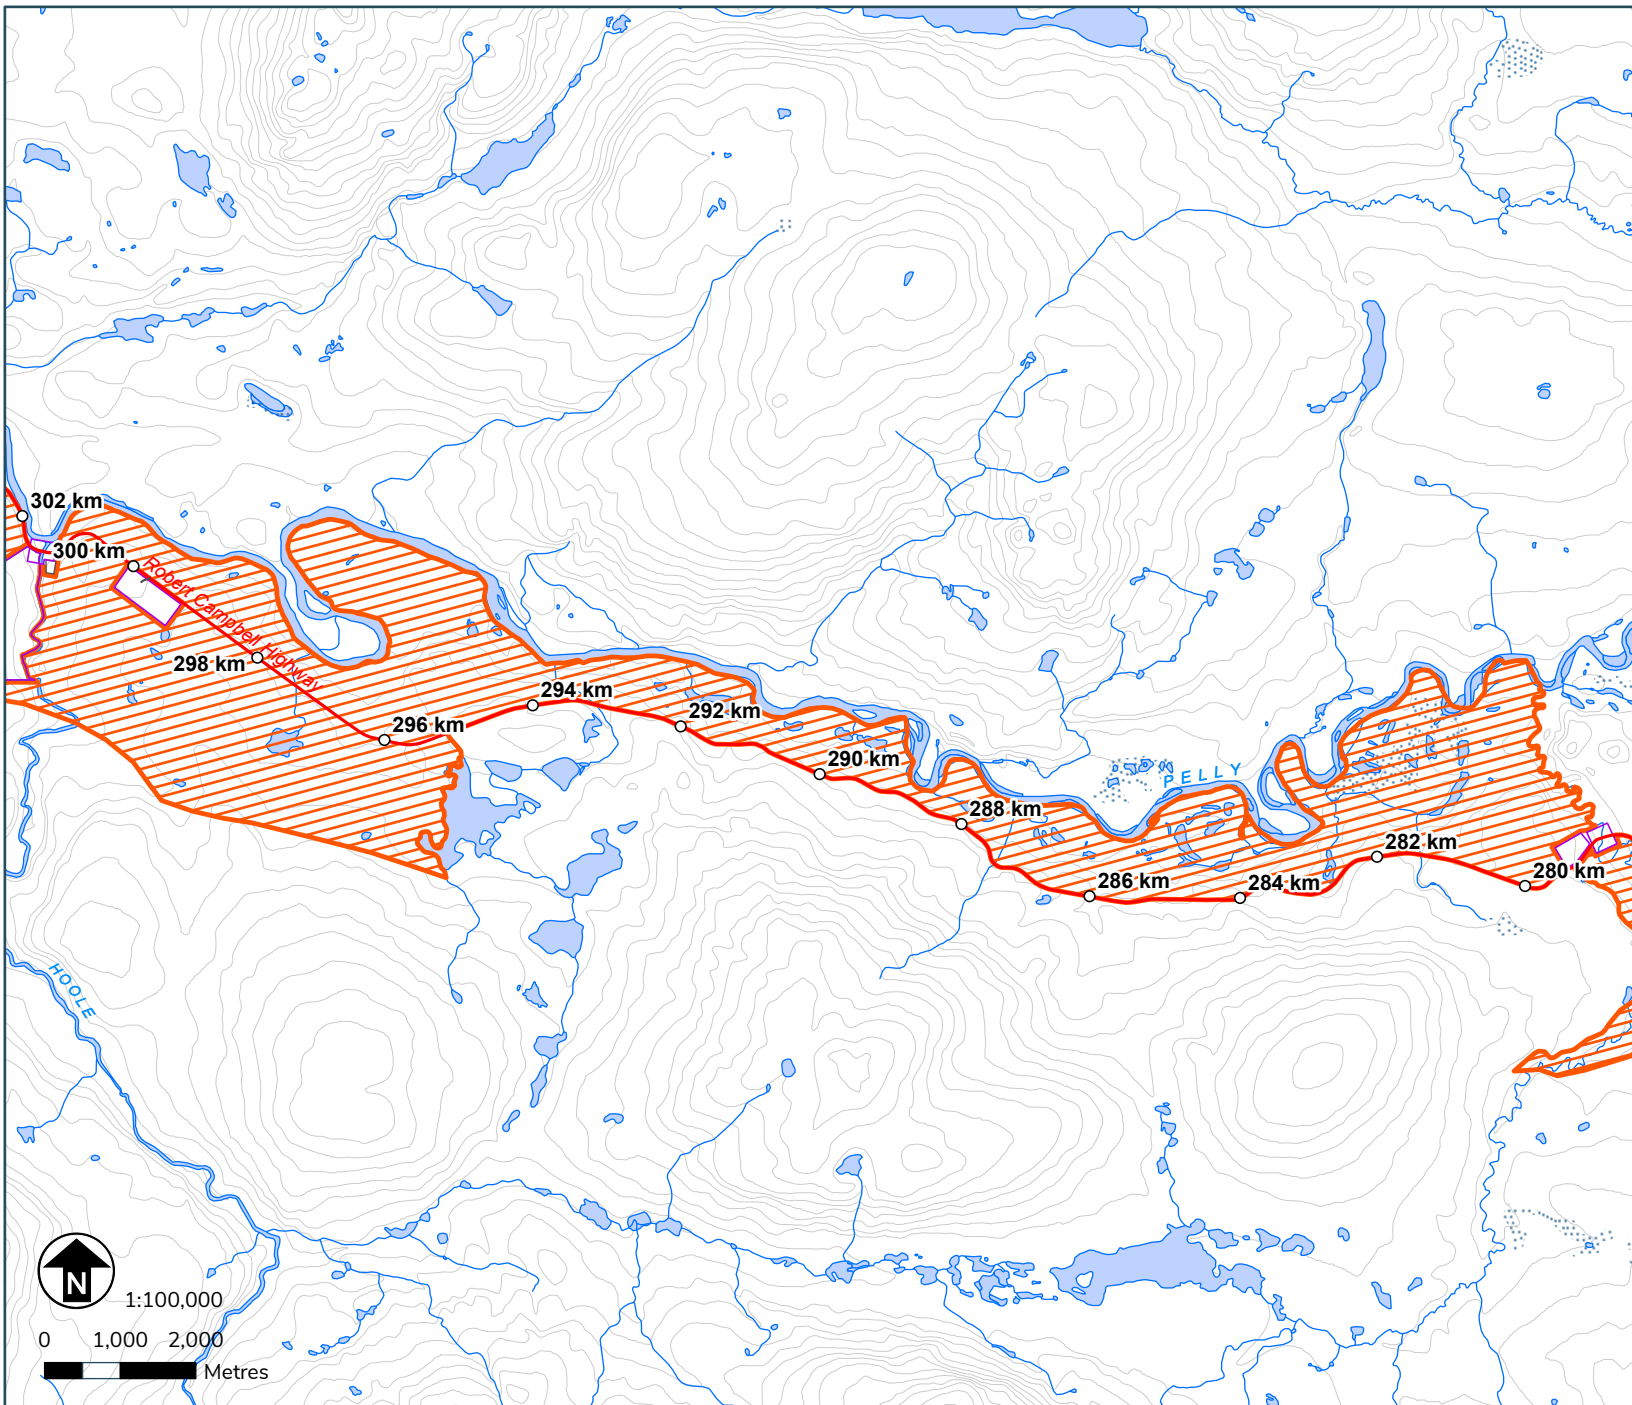 302 km
300 km
Robert Campbell Highway
298 km
296 km
294 km
292 km
290 km
288 km
PELLY
286 km
284 km
282 km
280 km
HOOLE
N
1:100,000
0 1,000 2,000
Metres